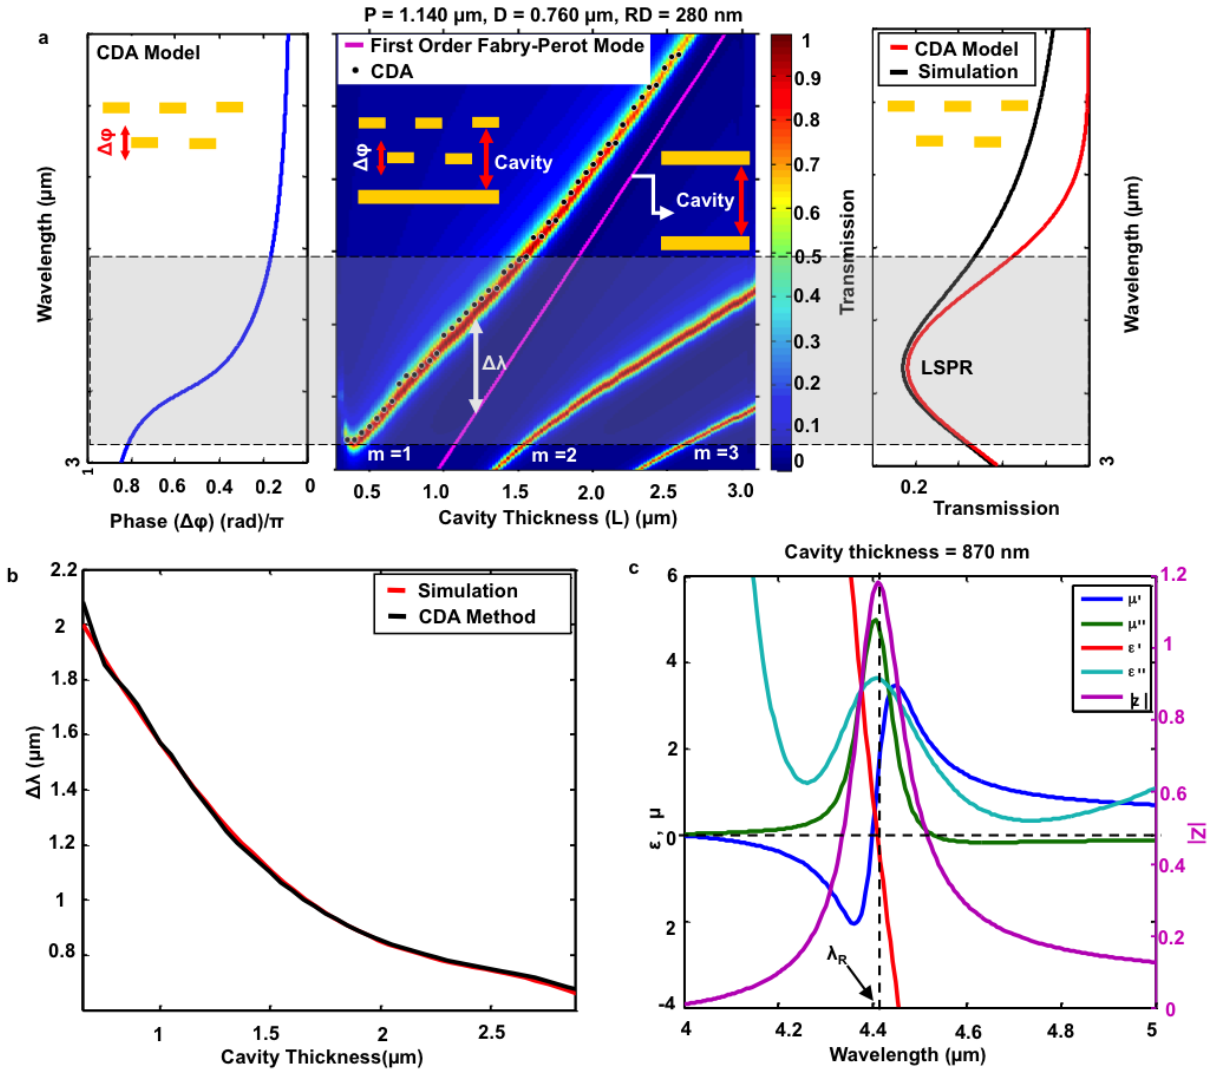 P = 1.140 µm, D = 0.760 µm, RD = 280 nm
a
CDA Model
Δφ
Wavelength (µm)
3
1 0.8 0.6 0.4 0.2 0
Phase (Δφ) (rad)/π
First Order Fabry-Perot Mode
CDA
Δφ
Cavity
Cavity
Δλ
m =1
m =2
m =3
0.5 1.0 1.5 2.0 2.5 3.0
Cavity Thickness (L) (µm)
1
0.9
0.8
0.7
0.6
0.5
0.4
0.3
0.2
0.1
0
Transmission
CDA Model
Simulation
LSPR
Wavelength (µm)
3
0.2
Transmission
b
2.2
2
1.8
1.6
1.4
1.2
1
0.8
Δλ (µm)
Simulation
CDA Method
1 1.5 2 2.5
Cavity Thickness(µm)
c
Cavity thickness = 870 nm
6
4
2
0
2
-4
ε, µ
µ'
µ''
ε'
ε''
|z|
λR
1.2
1
0.8
0.6
0.4
0.2
0
|Z|
4 4.2 4.4 4.6 4.8 5
Wavelength (µm)